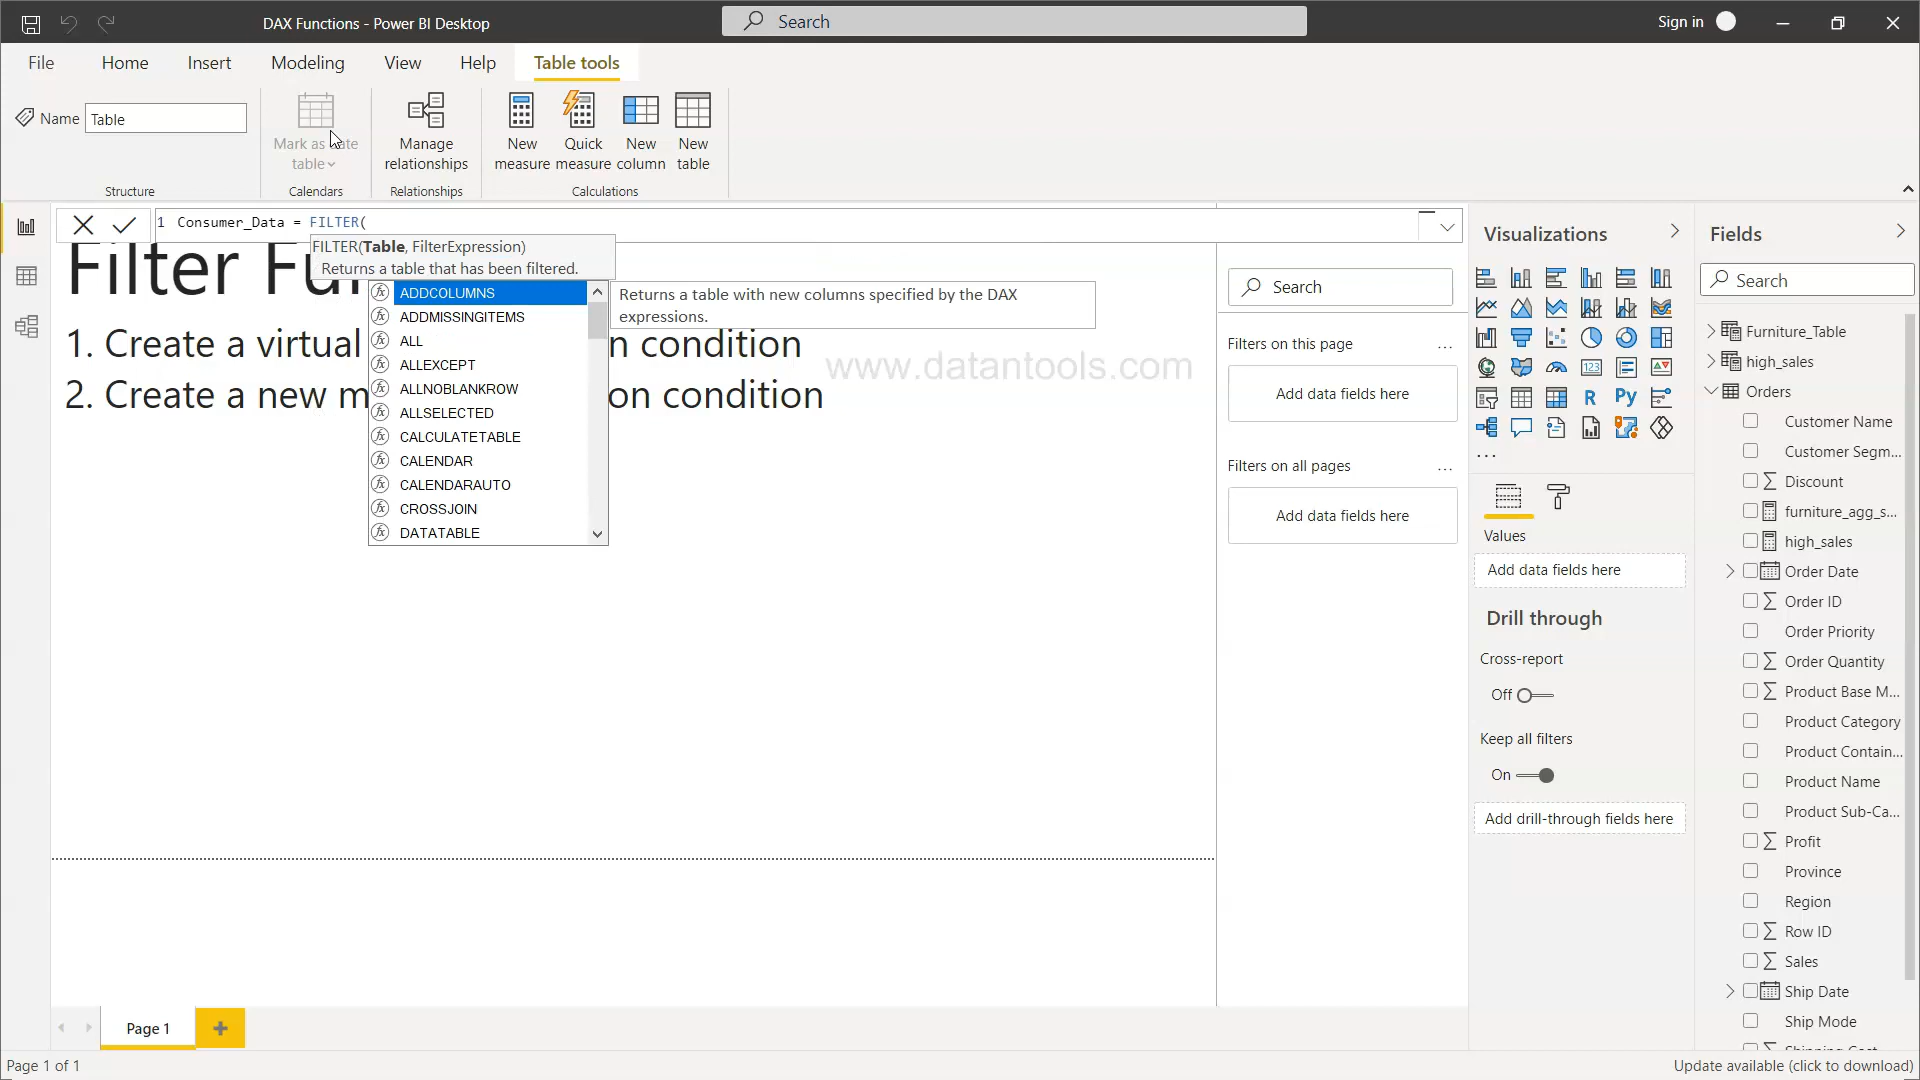 DAX Functions - Power BI Desktop
Search
Sign in
File
Home
Insert
Modeling
View
Help
Table tools
Name
Table
Mark as
te
table
Manage
relationships
New
measure
Quick
measure
New
column
New
table
Structure
Calendars
Relationships
Calculations
1 Consumer_Data = FILTER(
FILTER(Table, FilterExpression)
Returns a table that has been filtered.
Filter Fu
1. Create a virtual
n condition
2. Create a new m
on condition
www.datantools.com
ADDCOLUMNS
ADDMISSINGITEMS
ALL
ALLEXCEPT
ALLNOBLANKROW
ALLSELECTED
CALCULATETABLE
CALENDAR
CALENDARAUTO
CROSSJOIN
DATATABLE
Returns a table with new columns specified by the DAX
expressions.
Search
Filters on this page
...
Add data fields here
Filters on all pages
...
Add data fields here
Visualizations
R
Py
123
...
Values
Add data fields here
Drill through
Cross-report
Off
Keep all filters
On
Add drill-through fields here
Fields
Search
Furniture_Table
high_sales
Orders
Customer Name
Customer Segm...
Discount
furniture_agg_s...
high_sales
Order Date
Order ID
Order Priority
Order Quantity
Product Base M...
Product Category
Product Contain...
Product Name
Product Sub-Ca...
Profit
Province
Region
Row ID
Sales
Ship Date
Ship Mode
Page 1
Page 1 of 1
Update available (click to download)